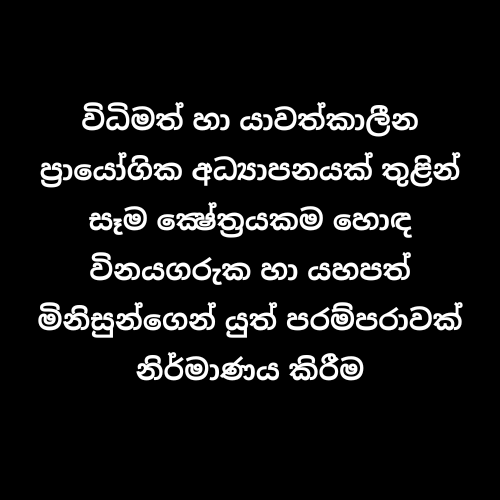 විධිමත් හා යාවත්කාලීන
ප්‍රායෝගික අධ්‍යාපනයක් තුළින්
සෑම ක්‍ෂේත්‍රයකම හොඳ
විනයගරුක හා යහපත්
මිනිසුන්ගෙන් යුත් පරම්පරාවක්
නිර්මාණය කිරීම